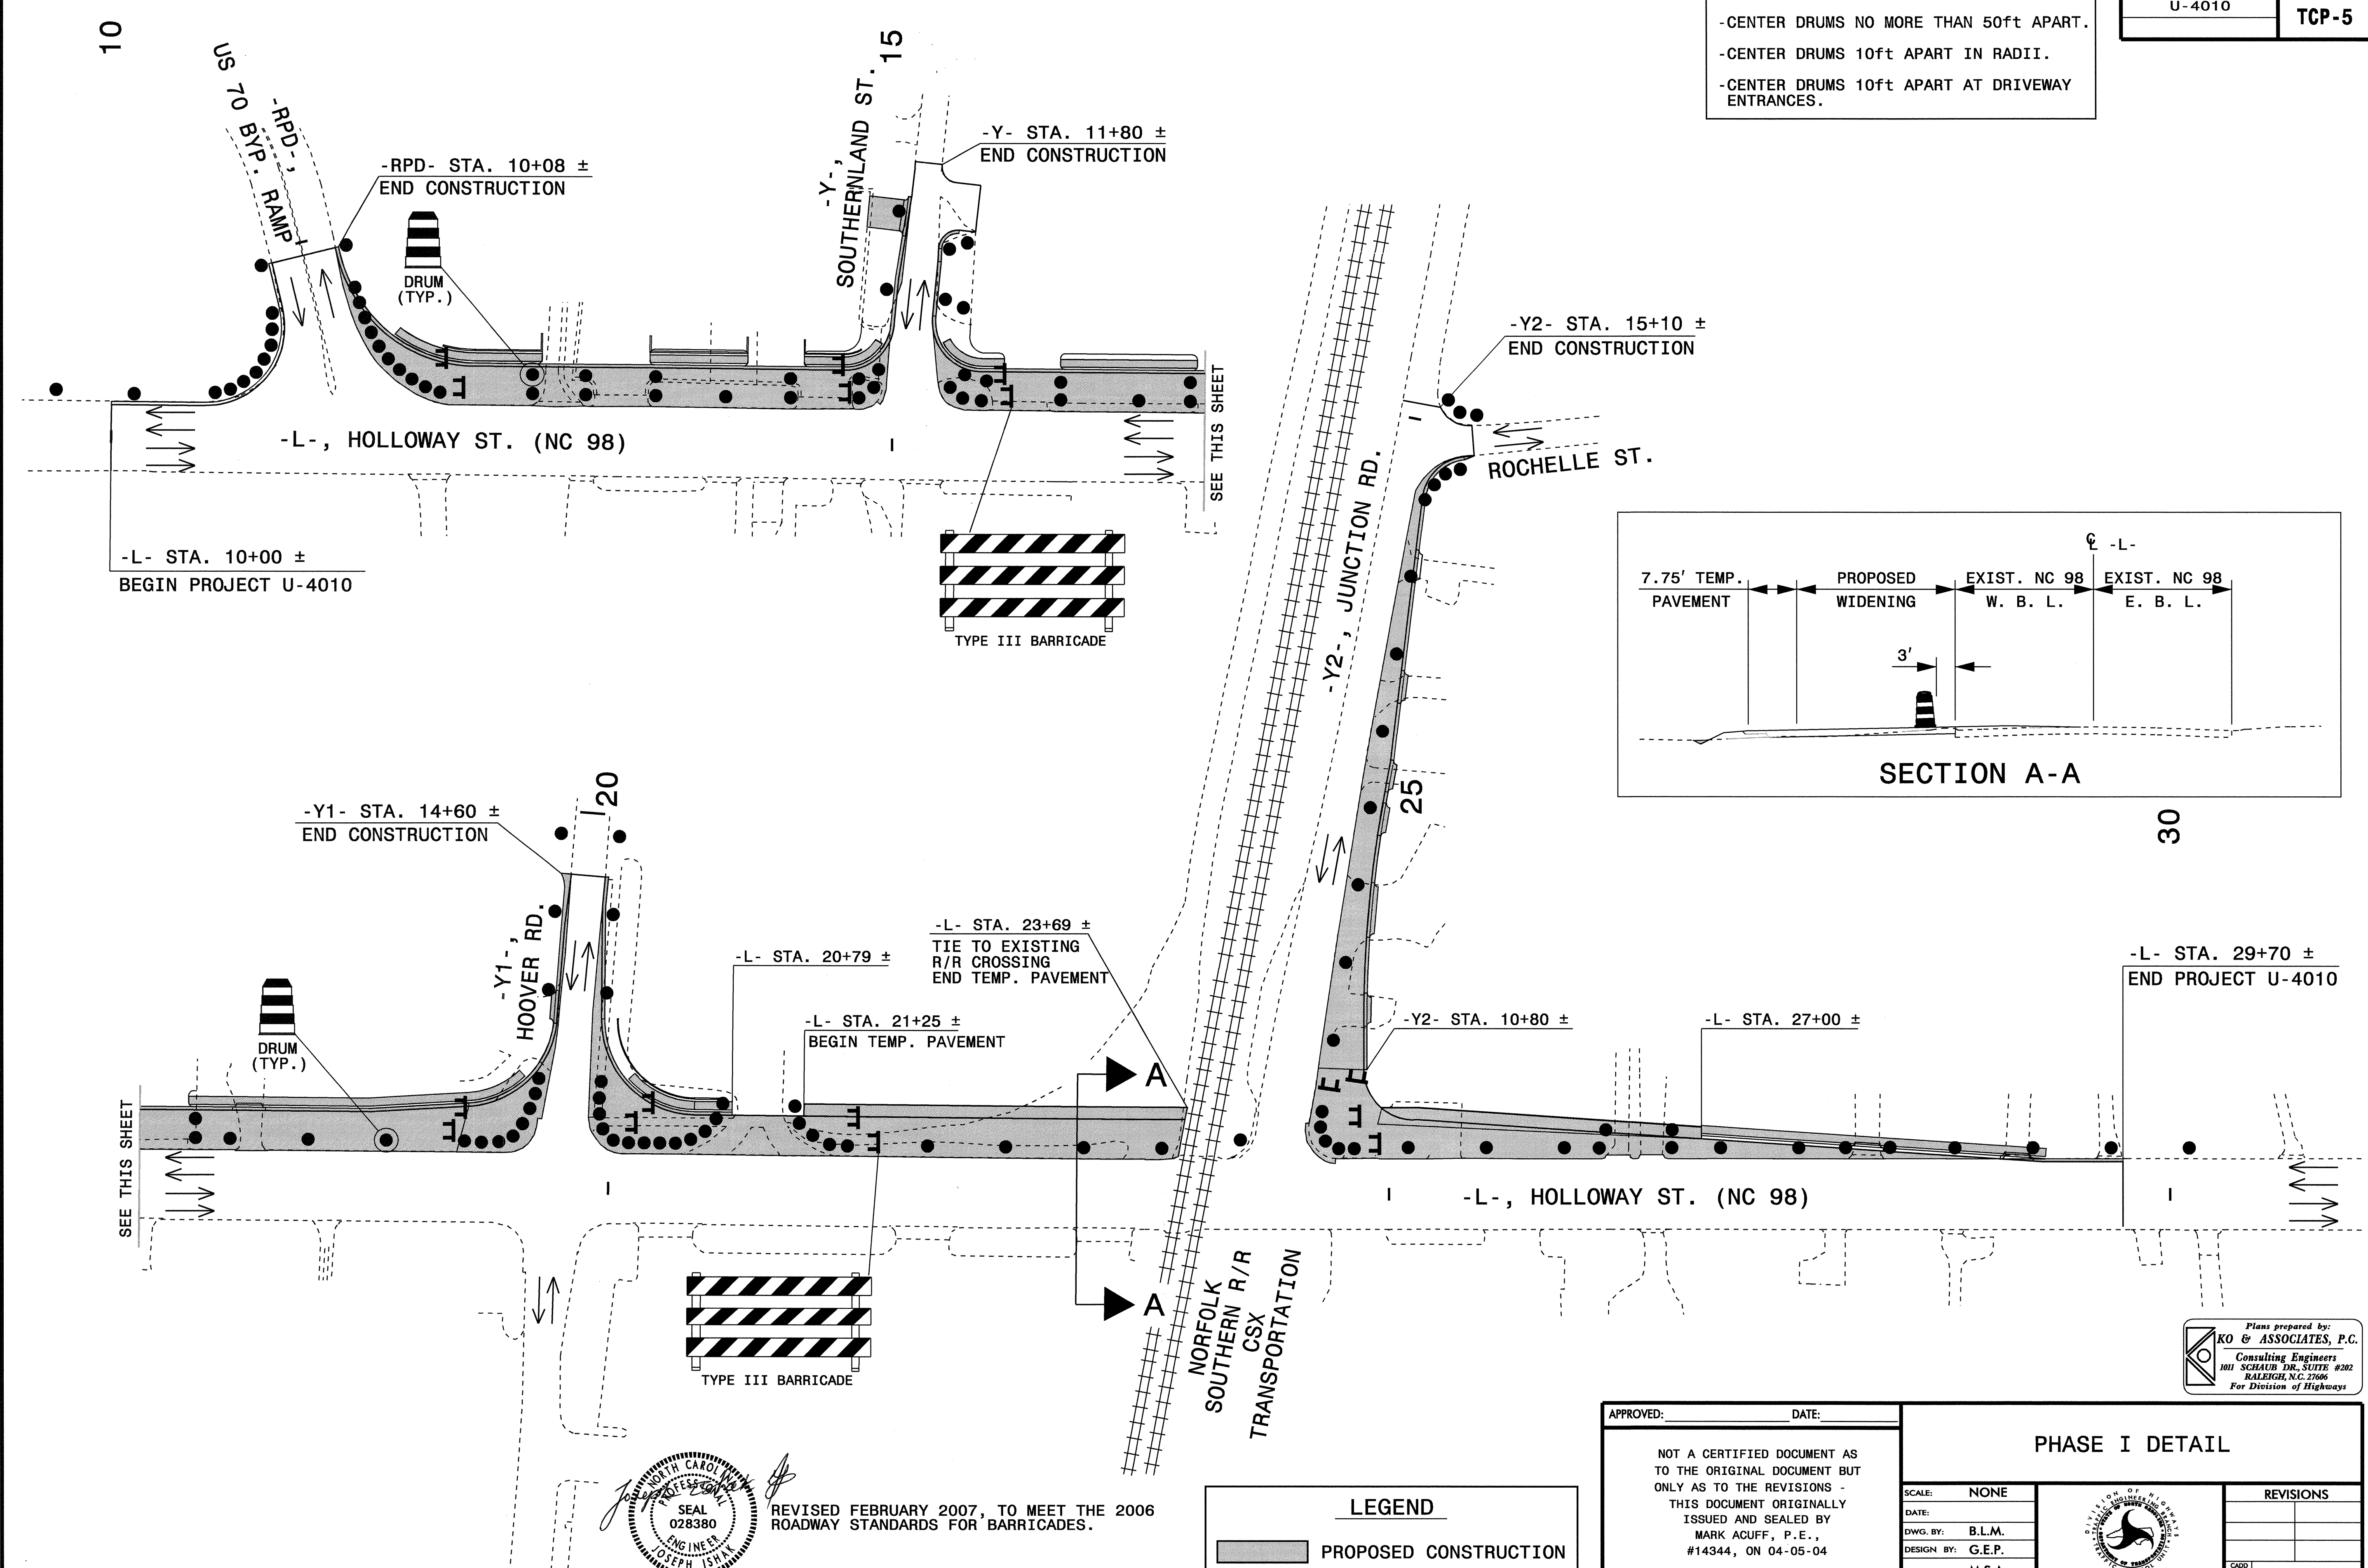 U-4010
TCP-5
-CENTER DRUMS NO MORE THAN 50ft APART.
-CENTER DRUMS 10ft APART IN RADII.
-CENTER DRUMS 10ft APART AT DRIVEWAY
ENTRANCES.
10
15
US 70 BYP. RAMP
-RPD-,
-RPD- STA. 10+08 ±
END CONSTRUCTION
DRUM
(TYP.)
-Y-,
SOUTHERNLAND ST.
-Y- STA. 11+80 ±
END CONSTRUCTION
-L-, HOLLOWAY ST. (NC 98)
SEE THIS SHEET
-L- STA. 10+00 ±
BEGIN PROJECT U-4010
TYPE III BARRICADE
-Y2- STA. 15+10 ±
END CONSTRUCTION
ROCHELLE ST.
-Y2-, JUNCTION RD.
℄ -L-
7.75' TEMP.
PAVEMENT
PROPOSED
WIDENING
EXIST. NC 98
W. B. L.
EXIST. NC 98
E. B. L.
3'
SECTION A-A
20
25
30
-Y1- STA. 14+60 ±
END CONSTRUCTION
-Y1-,
HOOVER RD.
DRUM
(TYP.)
SEE THIS SHEET
-L- STA. 20+79 ±
-L- STA. 21+25 ±
BEGIN TEMP. PAVEMENT
-L- STA. 23+69 ±
TIE TO EXISTING
R/R CROSSING
END TEMP. PAVEMENT
A
A
-Y2- STA. 10+80 ±
-L- STA. 27+00 ±
-L- STA. 29+70 ±
END PROJECT U-4010
-L-, HOLLOWAY ST. (NC 98)
TYPE III BARRICADE
NORFOLK
SOUTHERN R/R
CSX
TRANSPORTATION
Plans prepared by:
KO & ASSOCIATES, P.C.
Consulting Engineers
1011 SCHAUB DR., SUITE #202
RALEIGH, N.C. 27606
For Division of Highways
NORTH CAROLINA
PROFESSIONAL
SEAL
028380
ENGINEER
JOSEPH ISHAK
REVISED FEBRUARY 2007, TO MEET THE 2006
ROADWAY STANDARDS FOR BARRICADES.
LEGEND
PROPOSED CONSTRUCTION
APPROVED: DATE:
NOT A CERTIFIED DOCUMENT AS
TO THE ORIGINAL DOCUMENT BUT
ONLY AS TO THE REVISIONS -
THIS DOCUMENT ORIGINALLY
ISSUED AND SEALED BY
MARK ACUFF, P.E.,
#14344, ON 04-05-04
PHASE I DETAIL
SCALE: NONE
DATE:
DWG. BY: B.L.M.
DESIGN BY: G.E.P.
REVISIONS
CADD